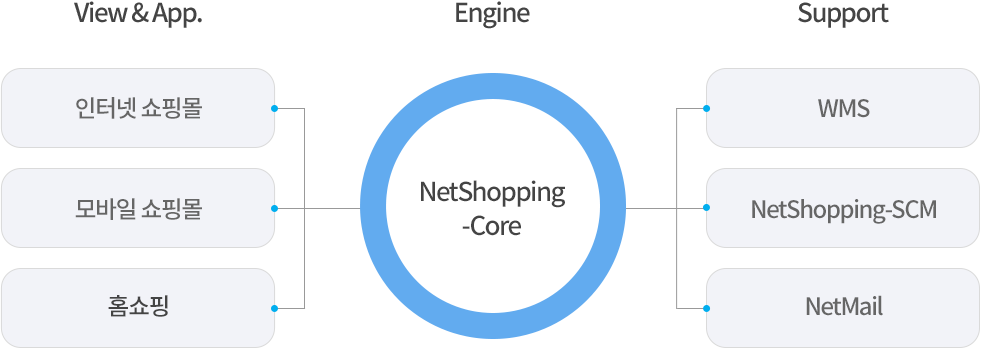 View & App.
Engine
Support
인터넷 쇼핑몰
모바일 쇼핑몰
홈쇼핑
NetShopping
-Core
WMS
NetShopping-SCM
NetMail